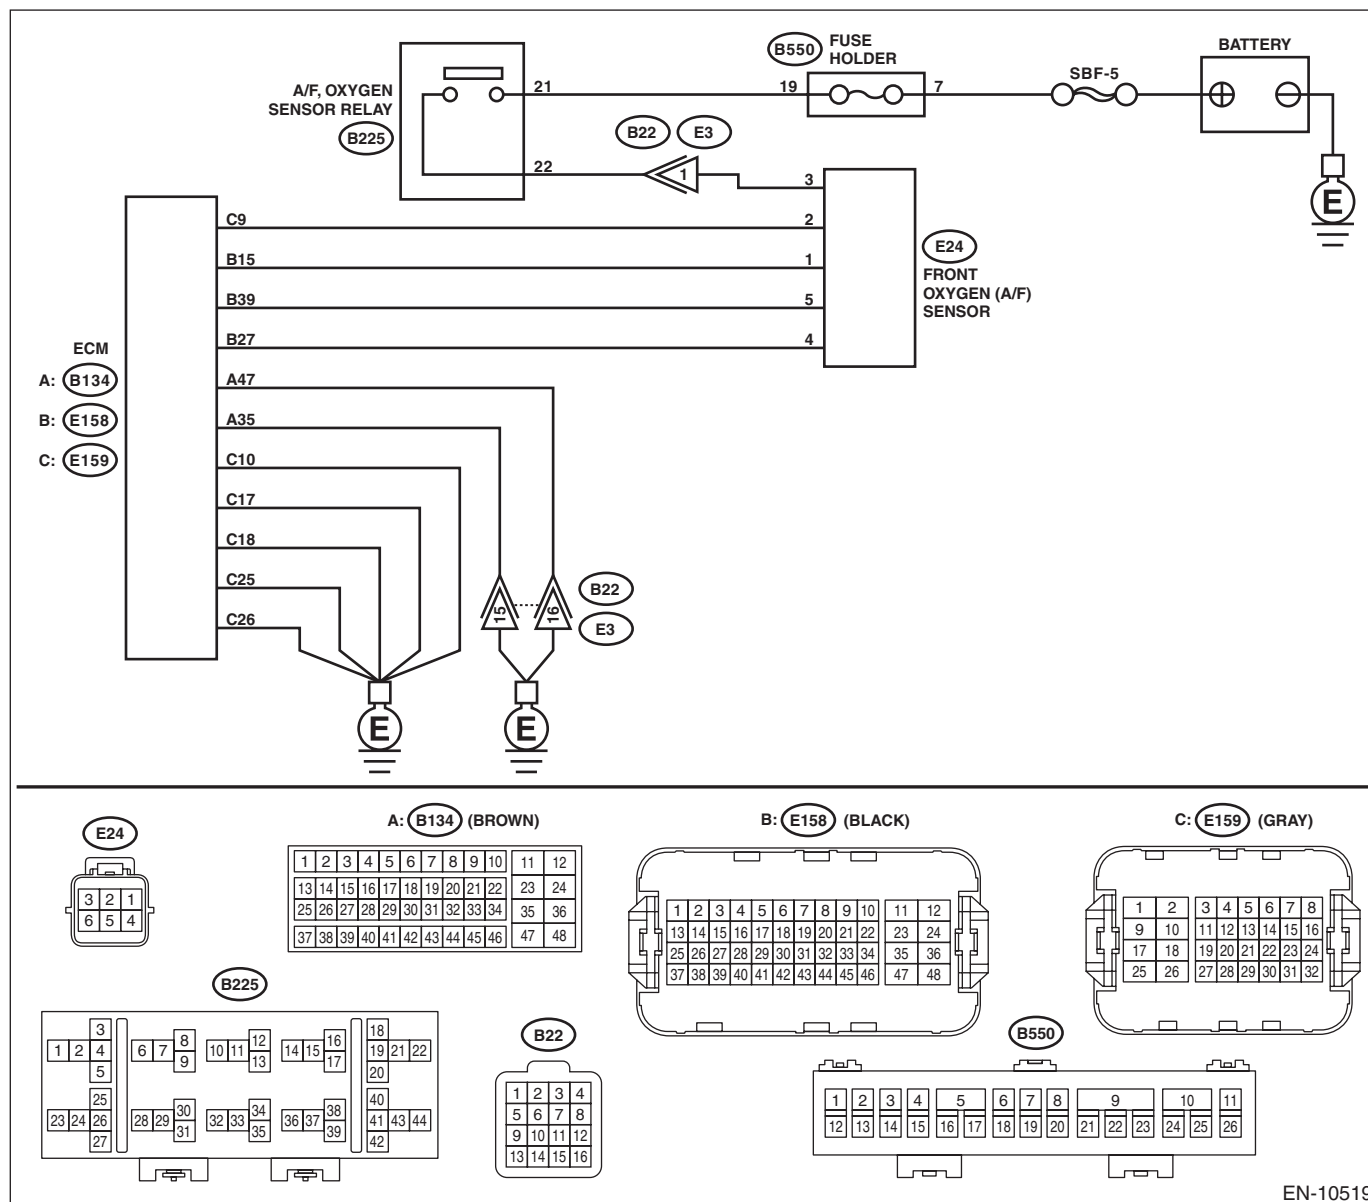 B550 FUSE HOLDER
BATTERY
SBF-5
A/F, OXYGEN SENSOR RELAY
B225
21
19
7
B22 E3
22
1
3
C9 2
B15 1
B39 5
B27 4
E24
FRONT OXYGEN (A/F) SENSOR
E
ECM
A: B134
B: E158
C: E159
A47
A35
C10
C17
C18
C25
C26
15 16
B22
E3
E E
E24
3 2 1
6 5 4
A: B134 (BROWN)
1 2 3 4 5 6 7 8 9 10 11 12
13 14 15 16 17 18 19 20 21 22 23 24
25 26 27 28 29 30 31 32 33 34 35 36
37 38 39 40 41 42 43 44 45 46 47 48
B: E158 (BLACK)
1 2 3 4 5 6 7 8 9 10 11 12
13 14 15 16 17 18 19 20 21 22 23 24
25 26 27 28 29 30 31 32 33 34 35 36
37 38 39 40 41 42 43 44 45 46 47 48
C: E159 (GRAY)
1 2 3 4 5 6 7 8
9 10 11 12 13 14 15 16
17 18 19 20 21 22 23 24
25 26 27 28 29 30 31 32
B225
3 8 12 16 18
1 2 4 6 7 10 11 14 15 19 21 22
5 9 13 17 20
25 30 34 38 40
23 24 26 28 29 32 33 36 37 41 43 44
27 31 35 39 42
B22
1 2 3 4
5 6 7 8
9 10 11 12
13 14 15 16
B550
1 2 3 4 5 6 7 8 9 10 11
12 13 14 15 16 17 18 19 20 21 22 23 24 25 26
EN-10519